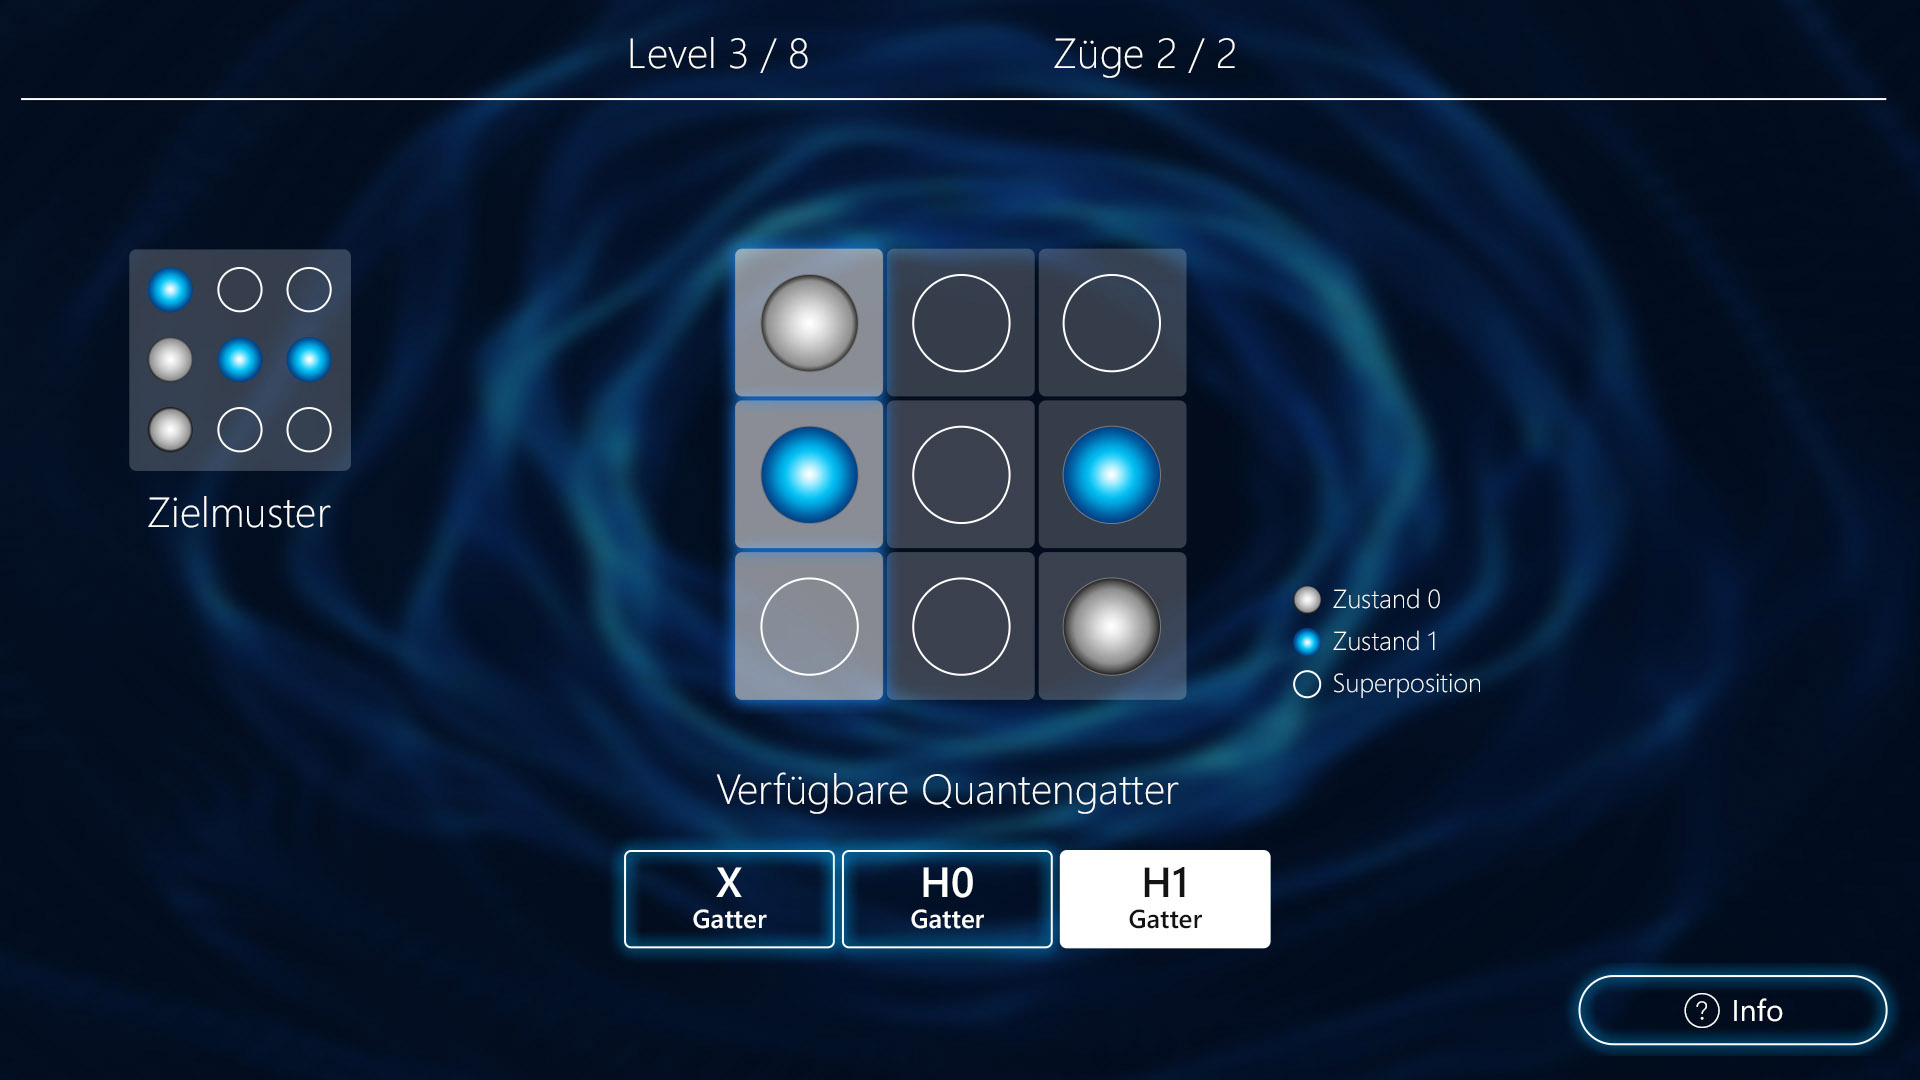 Level 3 / 8
Züge 2 / 2
Zielmuster
Zustand 0
Zustand 1
Superposition
Verfügbare Quantengatter
X
Gatter
H0
Gatter
H1
Gatter
? Info